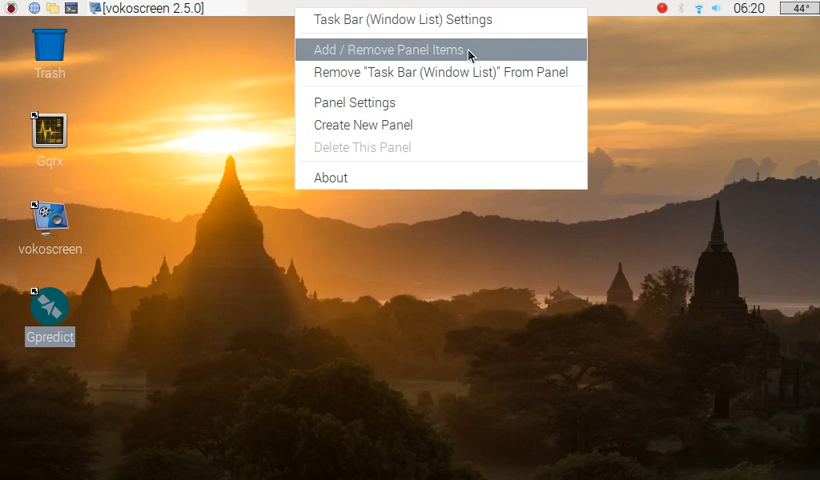 [vokoscreen 2.5.0]
06:20
44°
Task Bar (Window List) Settings
Add / Remove Panel Items
Remove "Task Bar (Window List)" From Panel
Panel Settings
Create New Panel
Delete This Panel
About
Trash
Gqrx
vokoscreen
Gpredict